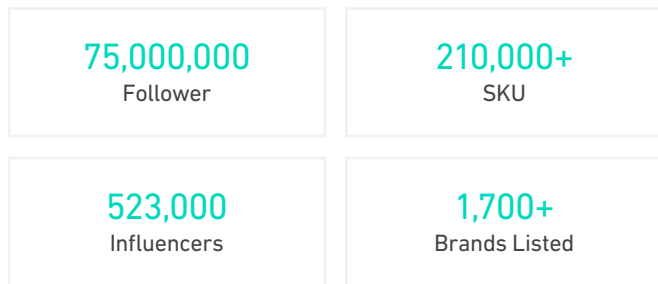 75,000,000
Follower
210,000+
SKU
523,000
Influencers
1,700+
Brands Listed